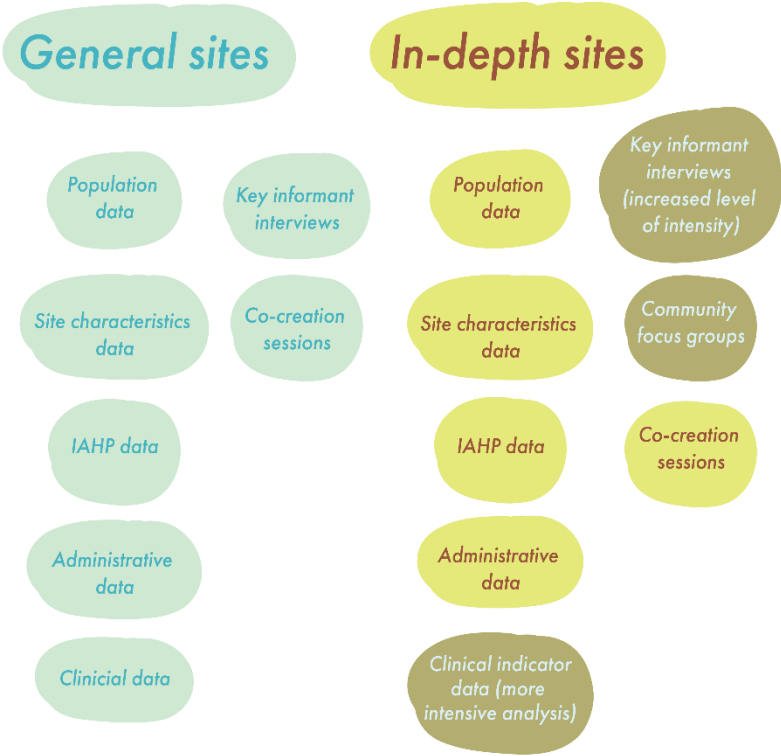 General sites
Population
data
Key informant
interviews
Site characteristics
data
Co-creation
sessions
IAHP data
Administrative
data
Clinicial data
In-depth sites
Population
data
Key informant
interviews
(increased level
of intensity)
Site characteristics
data
Community
focus groups
IAHP data
Co-creation
sessions
Administrative
data
Clinical indicator
data (more
intensive analysis)